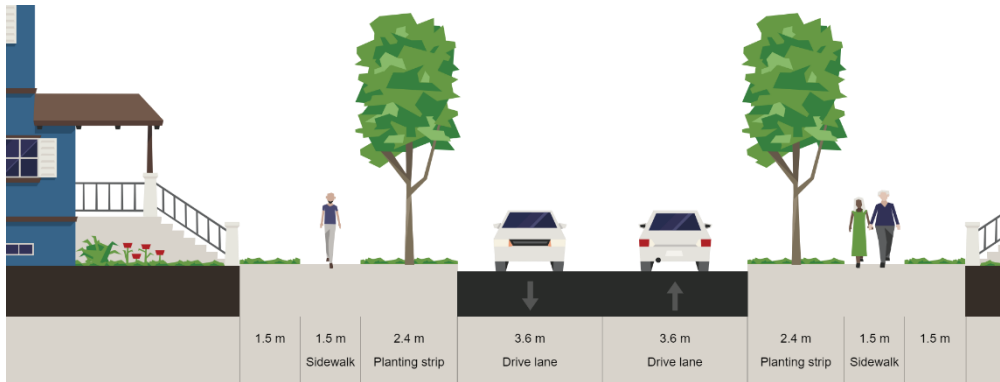 1.5 m
1.5 m
Sidewalk
2.4 m
Planting strip
3.6 m
Drive lane
3.6 m
Drive lane
2.4 m
Planting strip
1.5 m
Sidewalk
1.5 m